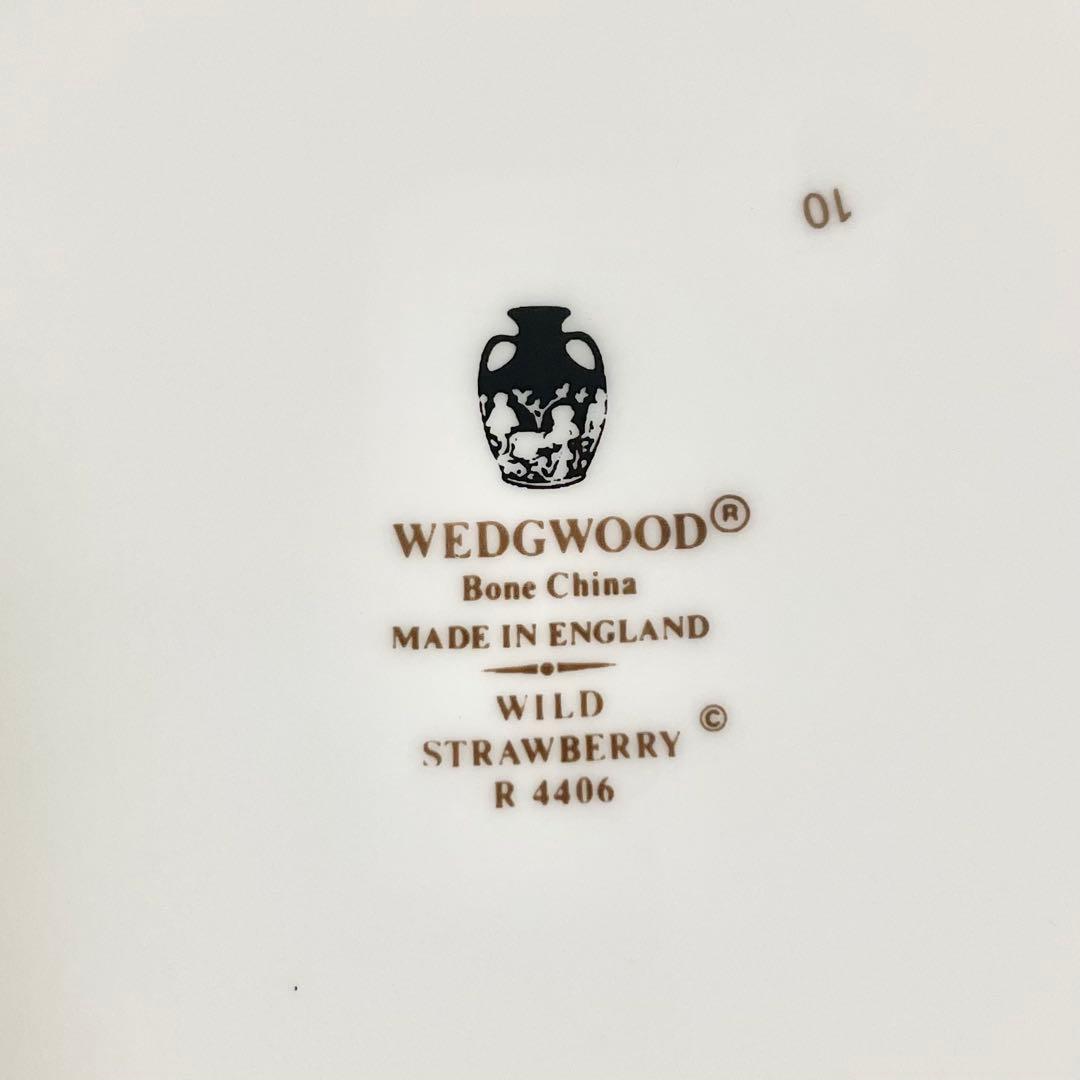 10
WEDGWOOD®
Bone China
MADE IN ENGLAND
WILD
STRAWBERRY ©
R 4406